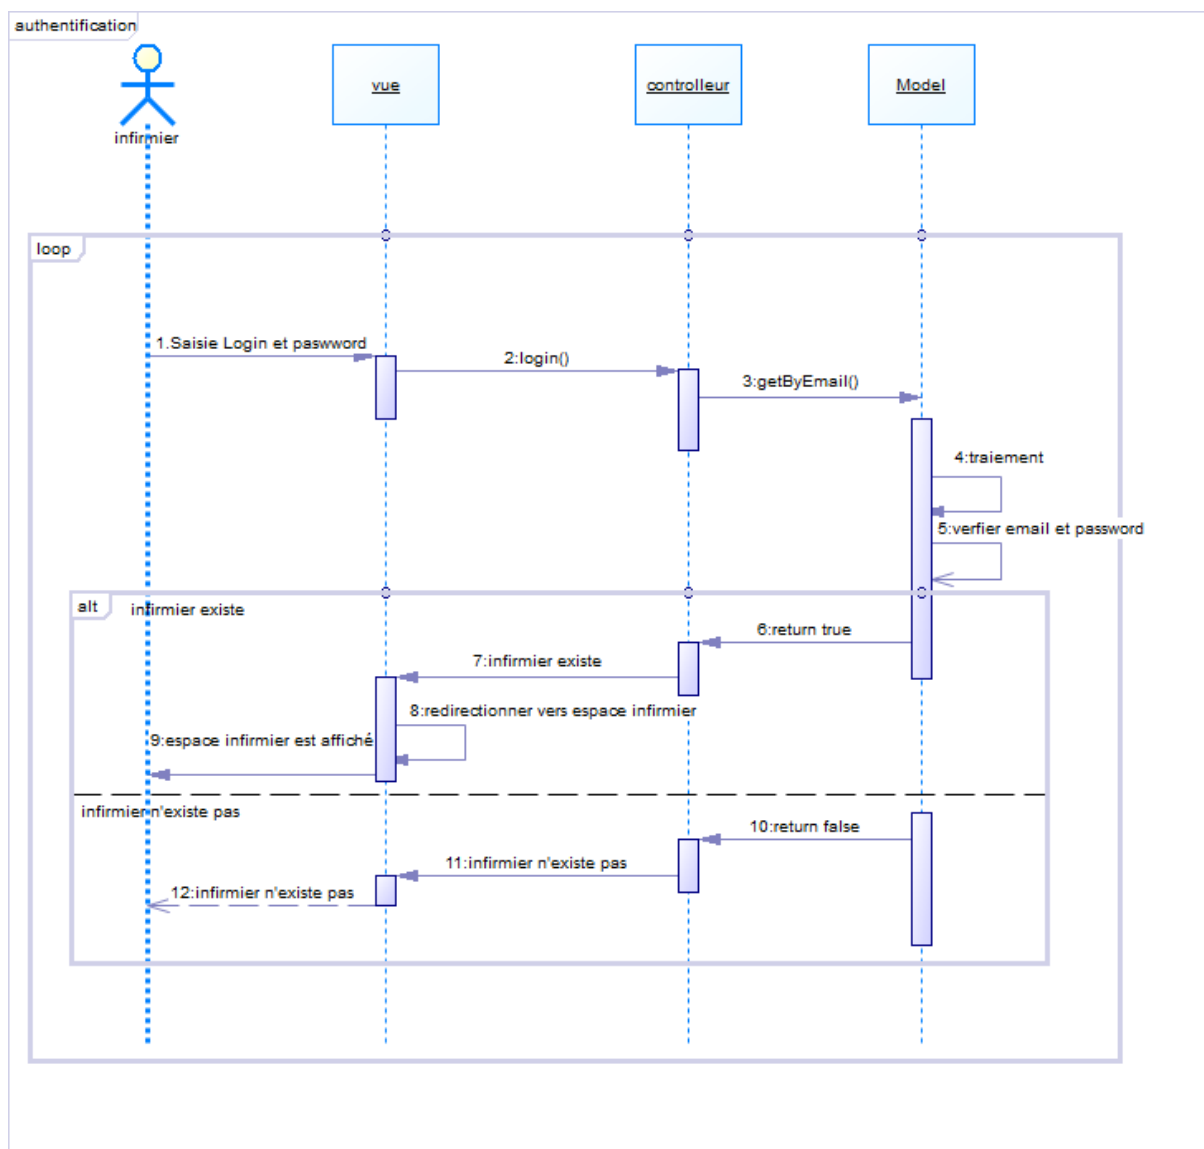 authentification
infirmier
vue
controlleur
Model
loop
1.Saisie Login et paswword
2:login()
3:getByEmail()
4:traiement
5:verfier email et password
alt
infirmier existe
6:return true
7:infirmier existe
8:redirectionner vers espace infirmier
9:espace infirmier est affiché
infirmier n'existe pas
10:return false
11:infirmier n'existe pas
12:infirmier n'existe pas